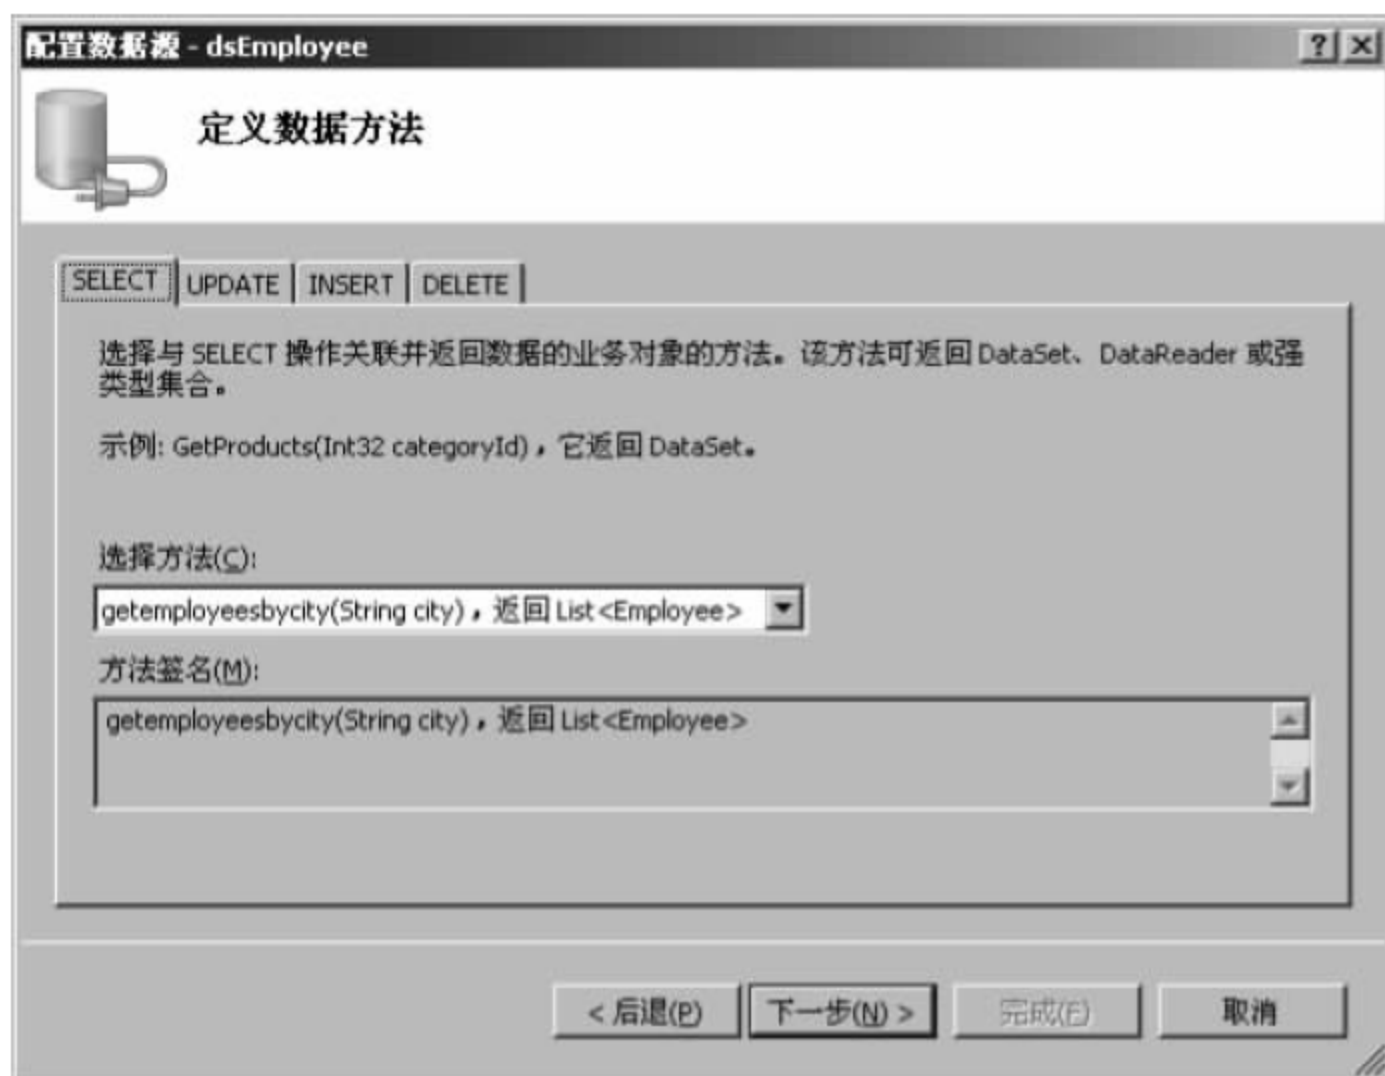 配置数据源 - dsEmployee
定义数据方法
SELECT UPDATE INSERT DELETE
选择与 SELECT 操作关联并返回数据的业务对象的方法。该方法可返回 DataSet、DataReader 或强
类型集合。
示例: GetProducts(Int32 categoryId)，它返回 DataSet。
选择方法(C):
getemployeesbycity(String city)，返回 List<Employee>
方法签名(M):
getemployeesbycity(String city)，返回 List<Employee>
< 后退(P) 下一步(N) > 完成(F) 取消